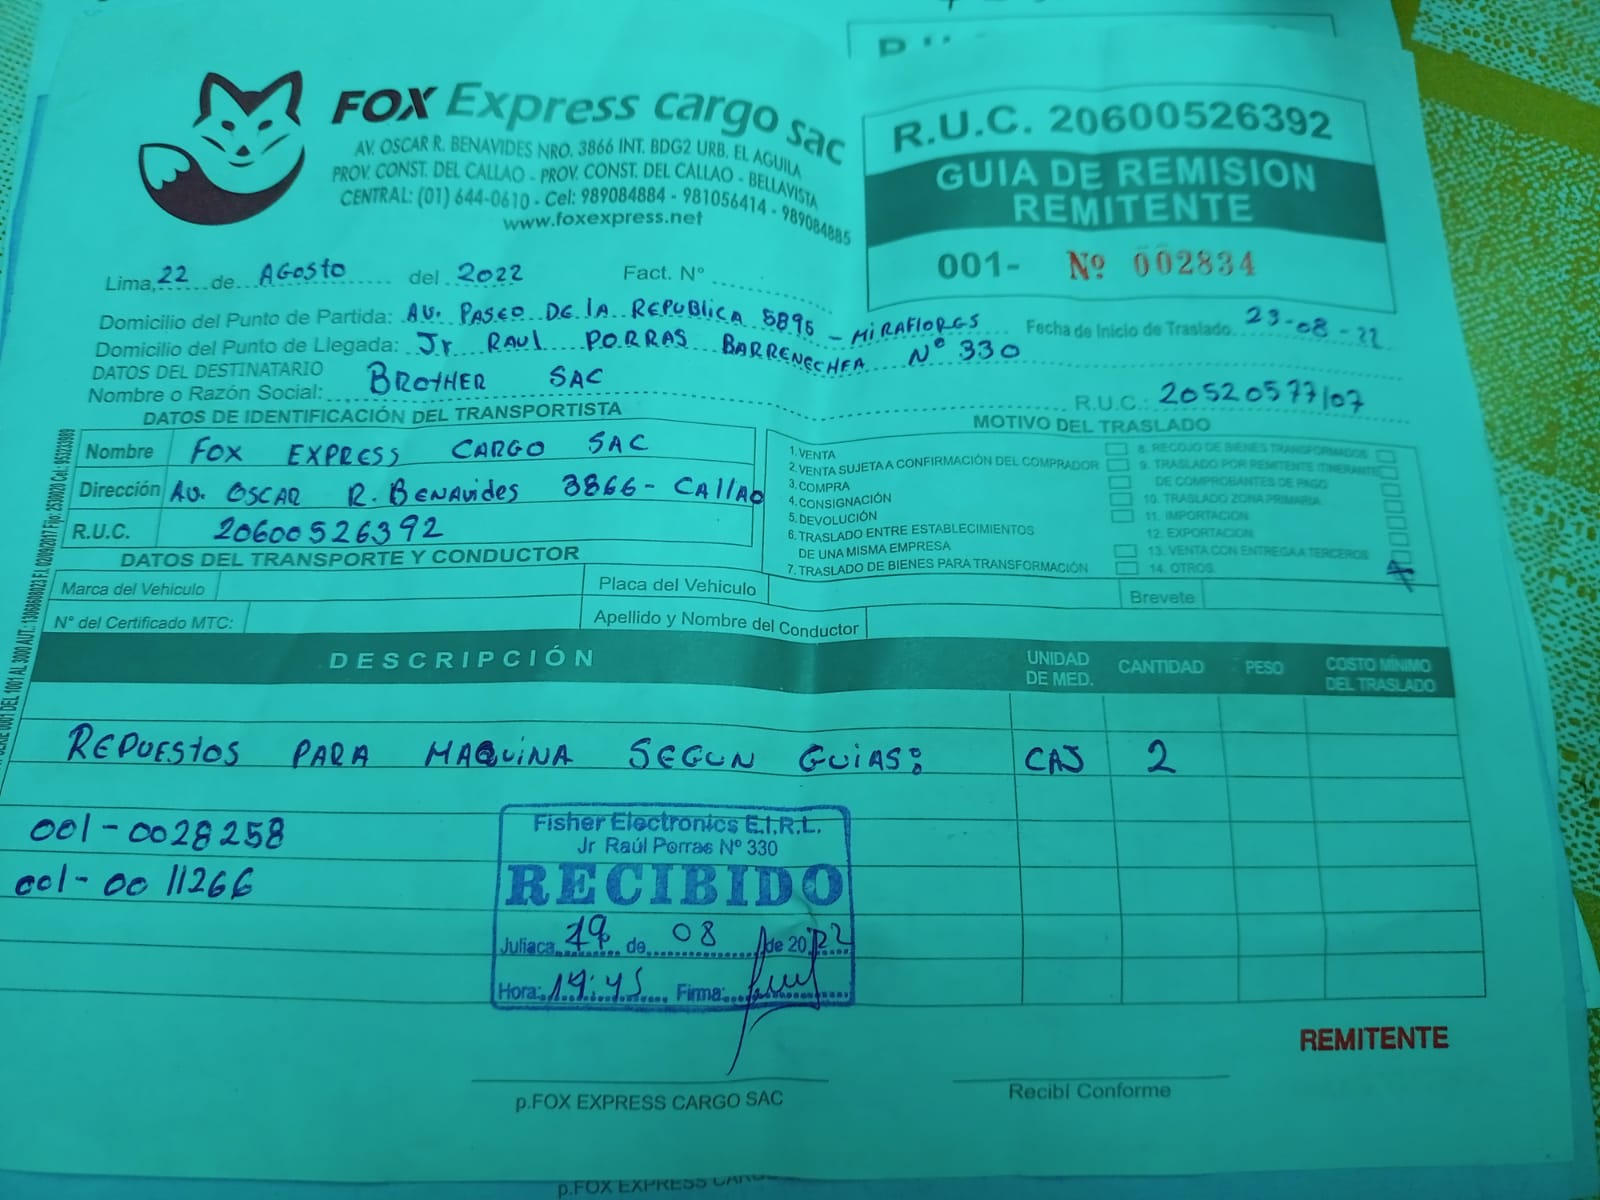 FOX Express cargo sac
AV. OSCAR R. BENAVIDES NRO. 3866 INT. BDG2 URB. EL AGUILA
PROV. CONST. DEL CALLAO - PROV. CONST. DEL CALLAO - BELLAVISTA
CENTRAL: (01) 644-0610 - Cel: 989084884 - 981056414 - 989084885
www.foxexpress.net
R.U.C. 20600526392
GUIA DE REMISION
REMITENTE
001- Nº 002834
Lima, 22 de AGOSTO del 2022 Fact. N°
Domicilio del Punto de Partida: AV. PASEO DE la REPUBLICA 5895 - MIRAFLORES Fecha de Inicio de Traslado 23-08-22
Domicilio del Punto de Llegada: Jr RAUL PORRAS BARRENECHEA N° 330
DATOS DEL DESTINATARIO
Nombre o Razón Social: BROTHER SAC R.U.C.: 20520577107
DATOS DE IDENTIFICACIÓN DEL TRANSPORTISTA
Nombre FOX EXPRESS CARGO SAC
Dirección AV. OSCAR R. BENAVIDES 3866 - CAllAO
R.U.C. 20600526392
MOTIVO DEL TRASLADO
1. VENTA
2. VENTA SUJETA A CONFIRMACIÓN DEL COMPRADOR
3. COMPRA
4. CONSIGNACIÓN
5. DEVOLUCIÓN
6. TRASLADO ENTRE ESTABLECIMIENTOS
DE UNA MISMA EMPRESA
7. TRASLADO DE BIENES PARA TRANSFORMACIÓN
8. RECOJO DE BIENES TRANSFORMADOS
9. TRASLADO POR REMITENTE ITINERANTE
DE COMPROBANTES DE PAGO
10. TRASLADO ZONA PRIMARIA
11. IMPORTACION
12. EXPORTACION
13. VENTA CON ENTREGA A TERCEROS
14. OTROS
DATOS DEL TRANSPORTE Y CONDUCTOR
Marca del Vehiculo Placa del Vehiculo Brevete
N° del Certificado MTC: Apellido y Nombre del Conductor
DESCRIPCIÓN UNIDAD DE MED. CANTIDAD PESO COSTO MÍNIMO DEL TRASLADO
REPUESTOS PARA MAQUINA SEGUN GUIAS: CAJ 2
001-0028258
001-0011266
Fisher Electronics E.I.R.L.
Jr Raúl Porras Nº 330
RECIBIDO
Juliaca 29 de 08 de 2022
Hora: 19:45 Firma:
REMITENTE
p.FOX EXPRESS CARGO SAC
Recibí Conforme
p.FOX EXPRESS